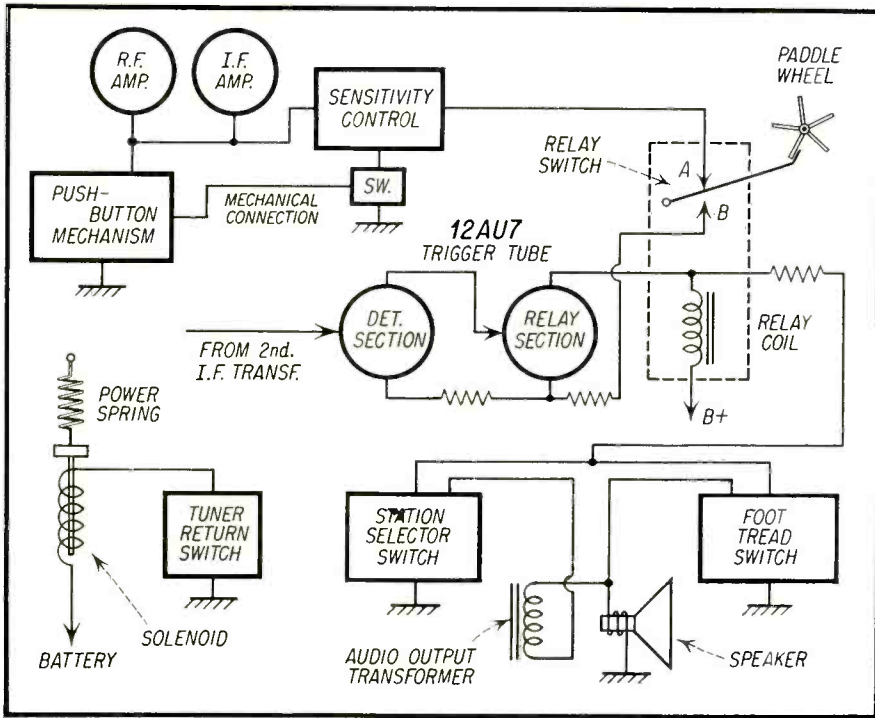 R.F.
AMP.
I.F.
AMP.
SENSITIVITY
CONTROL
PADDLE
WHEEL
RELAY
SWITCH
A
B
PUSH-
BUTTON
MECHANISM
MECHANICAL
CONNECTION
SW.
12AU7
TRIGGER TUBE
DET.
SECTION
RELAY
SECTION
FROM 2nd.
I.F. TRANSF.
RELAY
COIL
B+
POWER
SPRING
TUNER
RETURN
SWITCH
STATION
SELECTOR
SWITCH
FOOT
TREAD
SWITCH
SOLENOID
BATTERY
AUDIO OUTPUT
TRANSFORMER
SPEAKER